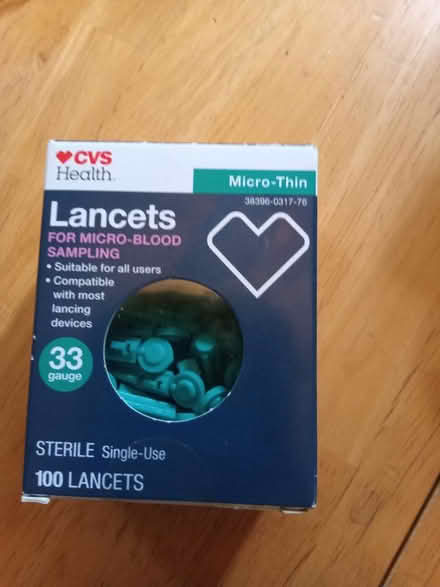 CVS
Health.
Micro-Thin
38396-0317-76
Lancets
FOR MICRO-BLOOD
SAMPLING
• Suitable for all users
• Compatible
with most
lancing
devices
33
gauge
STERILE Single-Use
100 LANCETS